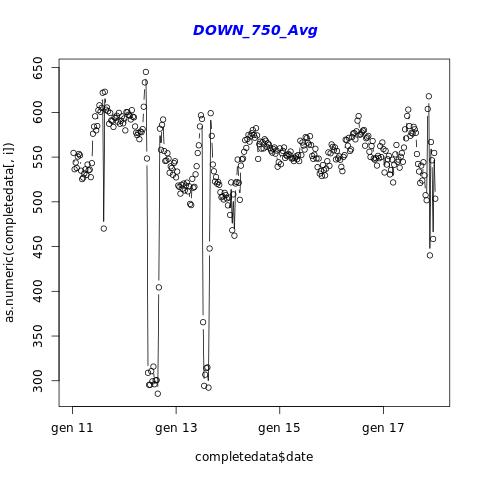 DOWN_750_Avg
as.numeric(completedata[, i])
650
600
550
500
450
400
350
300
gen 11
gen 13
gen 15
gen 17
completedata$date